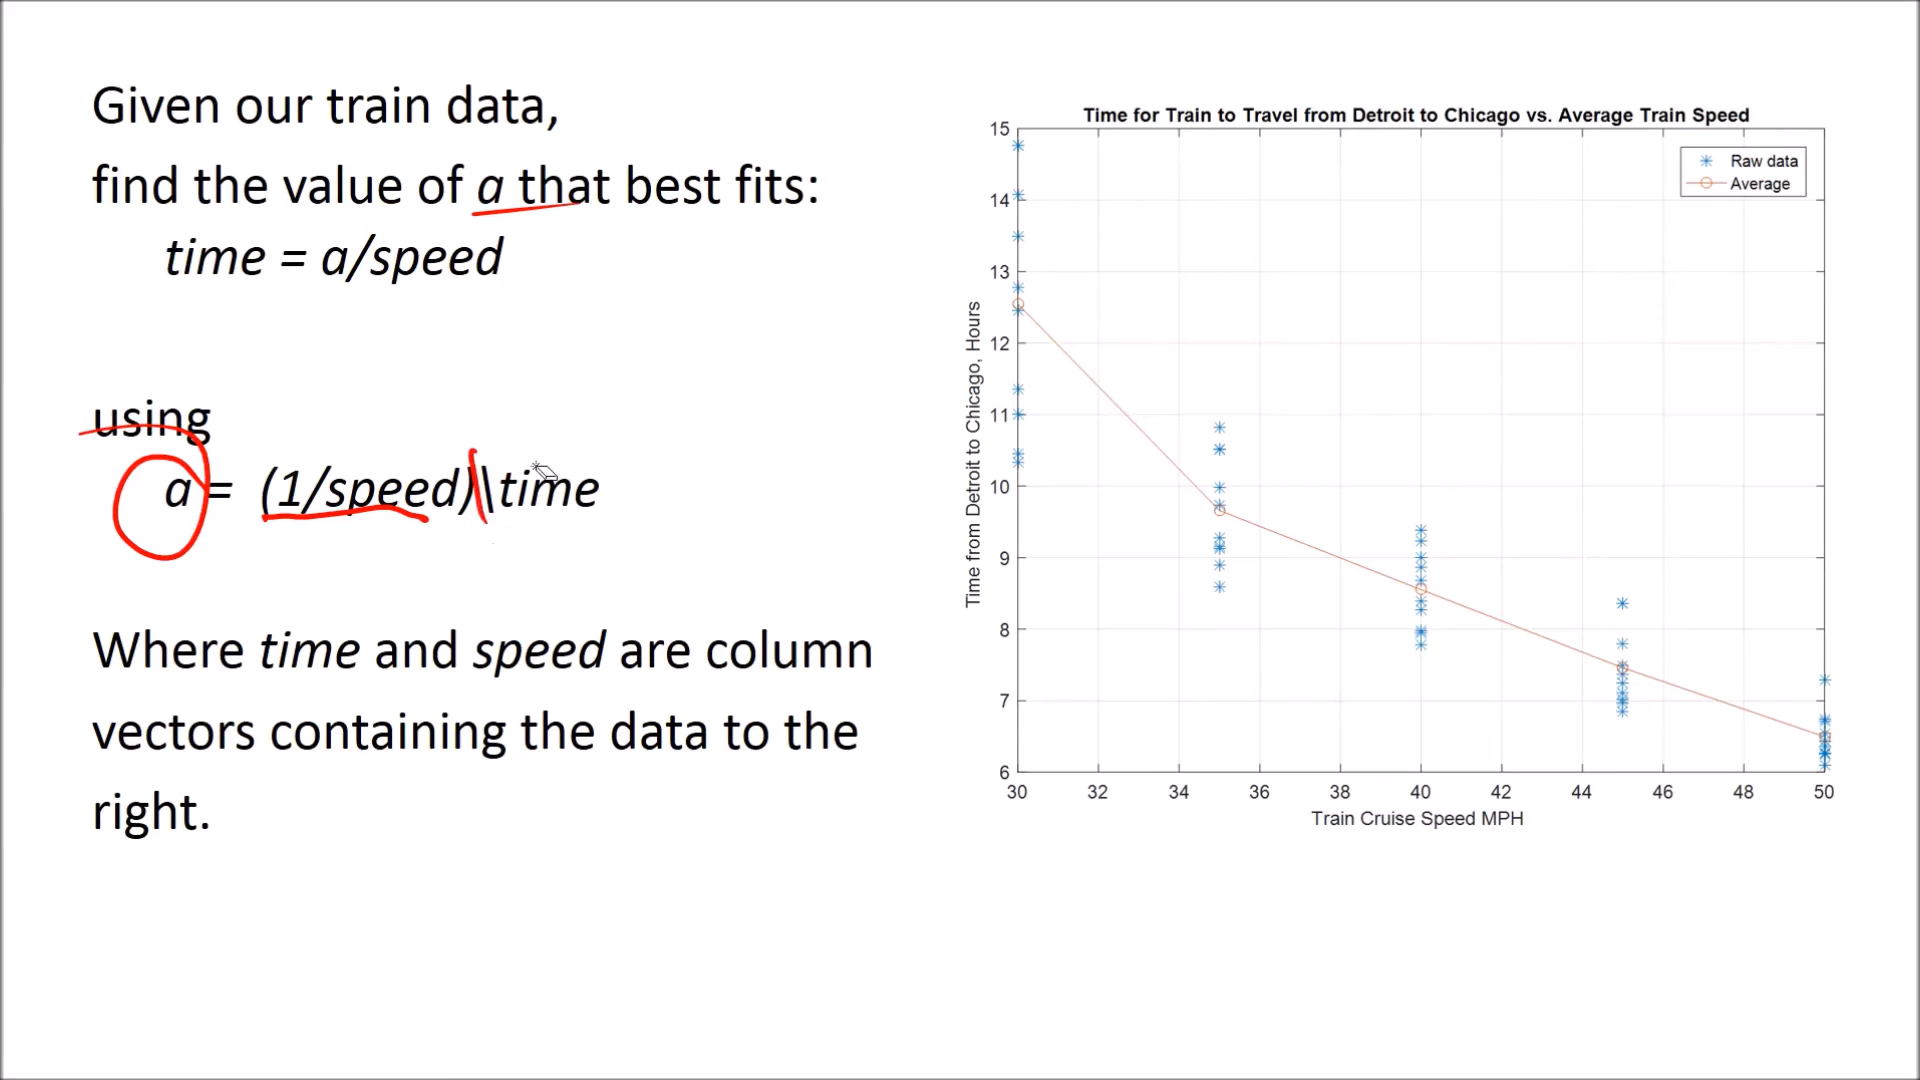 Given our train data,
find the value of a that best fits:
time = a/speed
using
a = (1/speed)\time
Where time and speed are column
vectors containing the data to the
right.
Time for Train to Travel from Detroit to Chicago vs. Average Train Speed
Raw data
Average
Time from Detroit to Chicago, Hours
15
14
13
12
11
10
9
8
7
6
30 32 34 36 38 40 42 44 46 48 50
Train Cruise Speed MPH